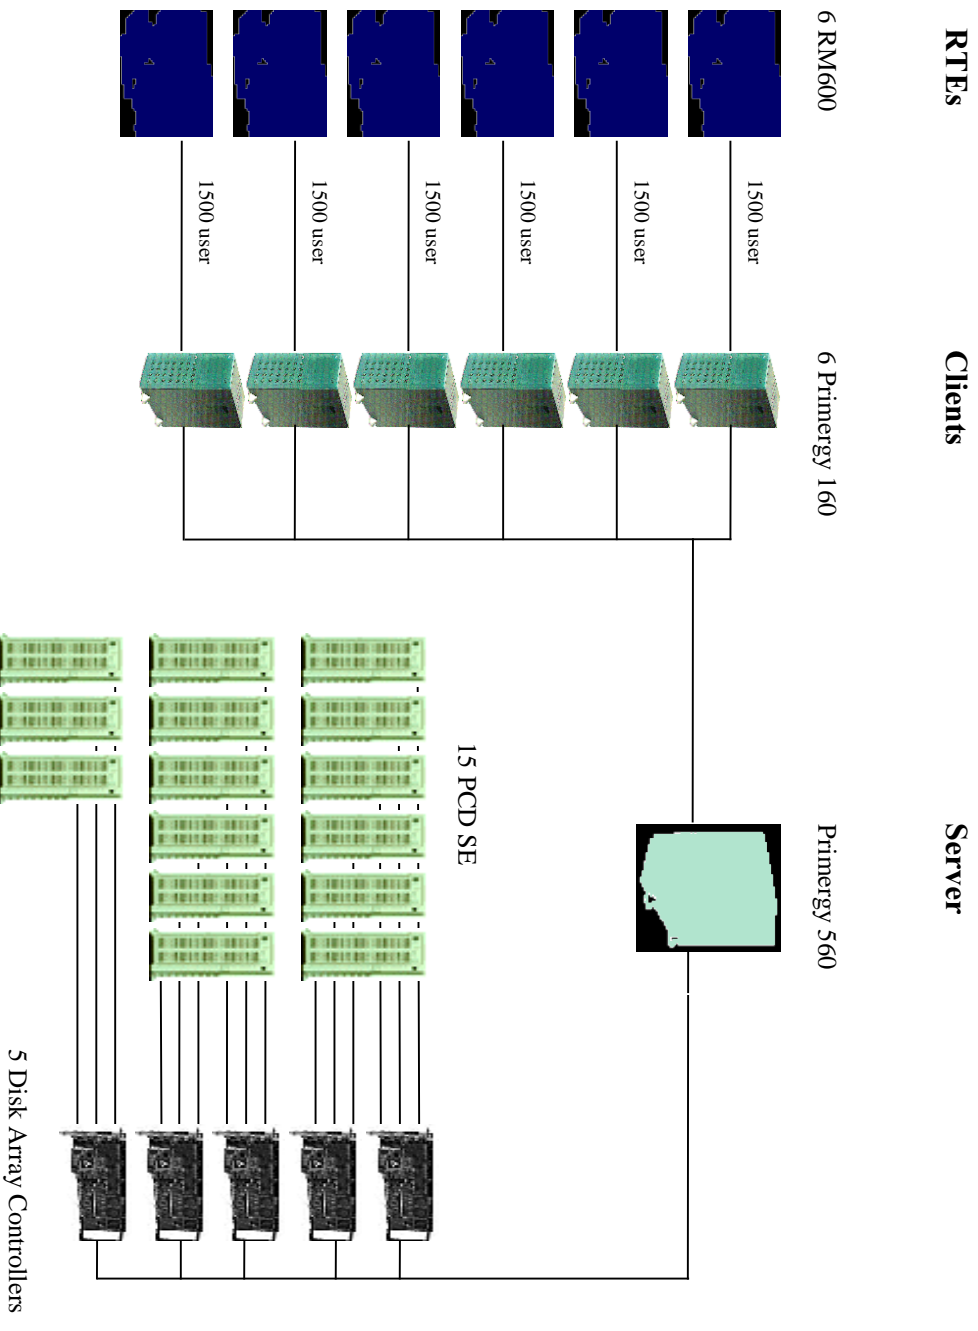 RTEs
Clients
Server
6 RM600
6 Primergy 160
Primergy 560
1500 user
1500 user
1500 user
1500 user
1500 user
1500 user
15 PCD SE
5 Disk Array Controllers